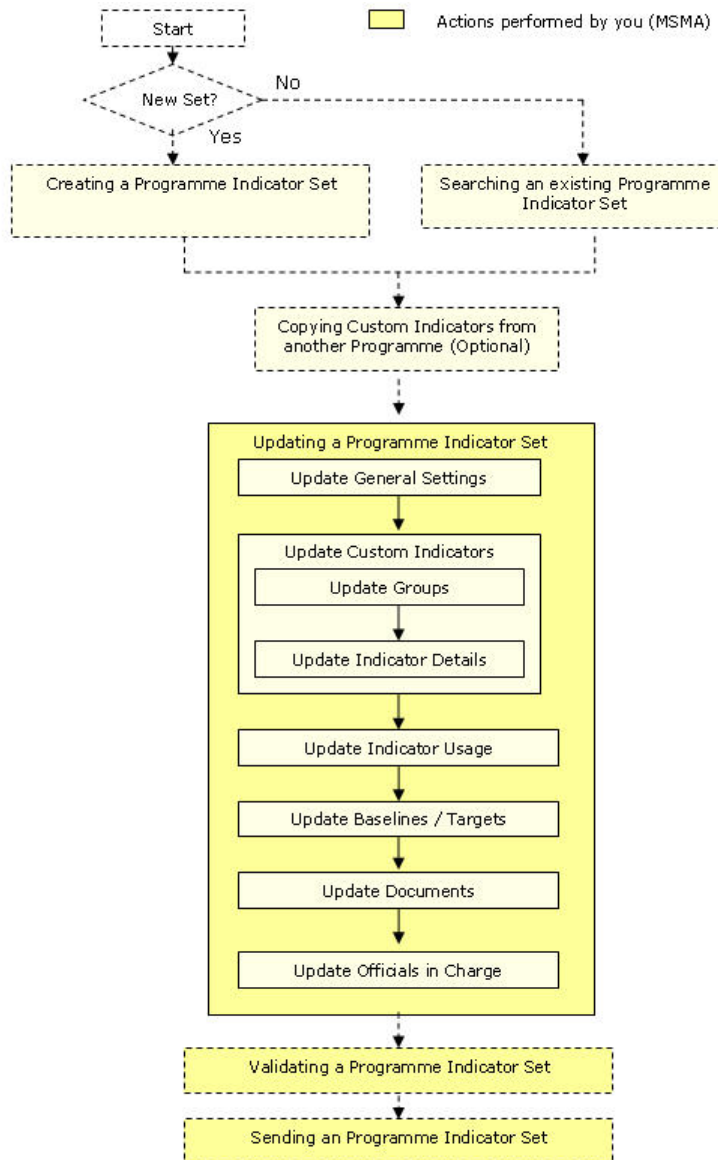 Start
Actions performed by you (MSMA)
New Set?
No
Yes
Creating a Programme Indicator Set
Searching an existing Programme
Indicator Set
Copying Custom Indicators from
another Programme (Optional)
Updating a Programme Indicator Set
Update General Settings
Update Custom Indicators
Update Groups
Update Indicator Details
Update Indicator Usage
Update Baselines / Targets
Update Documents
Update Officials in Charge
Validating a Programme Indicator Set
Sending an Programme Indicator Set